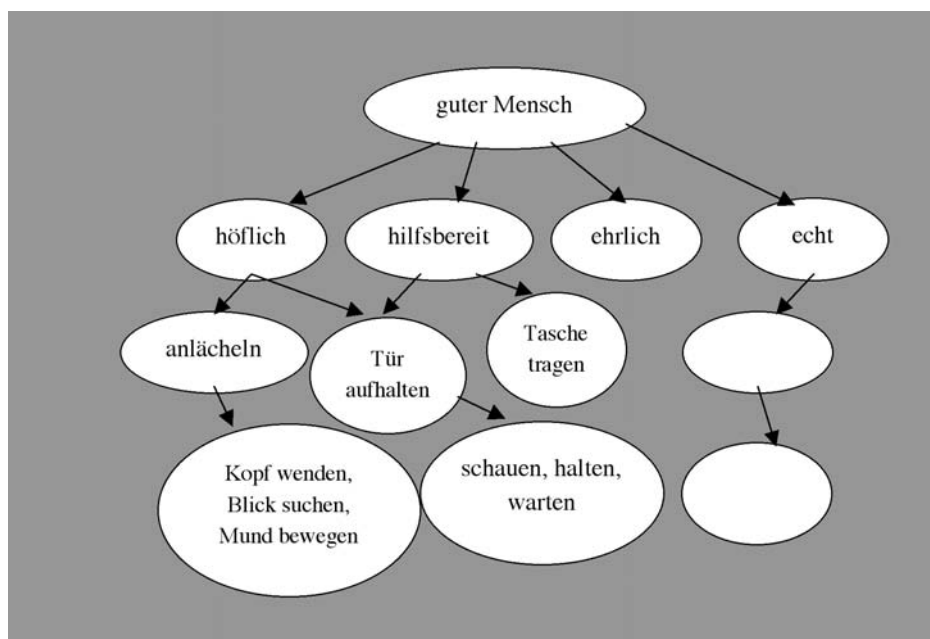 guter Mensch
höflich
hilfsbereit
ehrlich
echt
anlächeln
Tür
aufhalten
Tasche
tragen
Kopf wenden,
Blick suchen,
Mund bewegen
schauen, halten,
warten